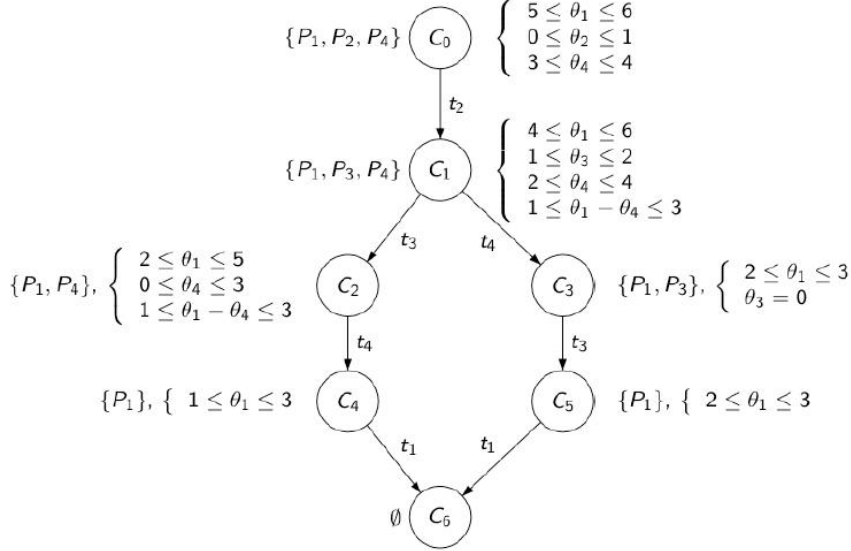 {P₁, P₂, P₄} C₀ { 5 ≤ θ₁ ≤ 6
0 ≤ θ₂ ≤ 1
3 ≤ θ₄ ≤ 4
t₂
{P₁, P₃, P₄} C₁ { 4 ≤ θ₁ ≤ 6
1 ≤ θ₃ ≤ 2
2 ≤ θ₄ ≤ 4
1 ≤ θ₁ − θ₄ ≤ 3
t₃ t₄
{P₁, P₄}, { 2 ≤ θ₁ ≤ 5
0 ≤ θ₄ ≤ 3
1 ≤ θ₁ − θ₄ ≤ 3
C₂ C₃
{P₁, P₃}, { 2 ≤ θ₁ ≤ 3
θ₃ = 0
t₄ t₃
{P₁}, { 1 ≤ θ₁ ≤ 3 C₄ C₅ {P₁}, { 2 ≤ θ₁ ≤ 3
t₁ t₁
∅ C₆